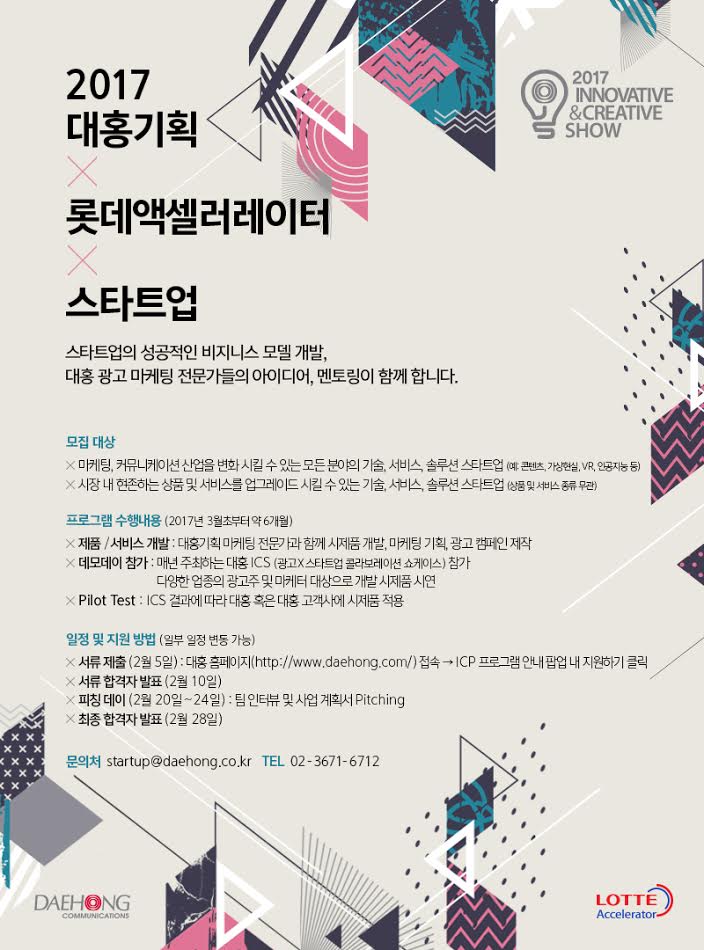 2017
대홍기획
×
롯데액셀러레이터
×
스타트업
2017
INNOVATIVE
&CREATIVE
SHOW
스타트업의 성공적인 비지니스 모델 개발,
대홍 광고 마케팅 전문가들의 아이디어, 멘토링이 함께 합니다.
모집 대상
× 마케팅, 커뮤니케이션 산업을 변화 시킬 수 있는 모든 분야의 기술, 서비스, 솔루션 스타트업 (예: 콘텐츠, 가상현실, VR, 인공지능 등)
× 시장 내 현존하는 상품 및 서비스를 업그레이드 시킬 수 있는 기술, 서비스, 솔루션 스타트업 (상품 및 서비스 종류 무관)
프로그램 수행내용 (2017년 3월초부터 약 6개월)
× 제품 / 서비스 개발 : 대홍기획 마케팅 전문가과 함께 시제품 개발, 마케팅 기획, 광고 캠페인 제작
× 데모데이 참가 : 매년 주최하는 대홍 ICS (광고 X 스타트업 콜라보레이션 쇼케이스) 참가
다양한 업종의 광고주 및 마케터 대상으로 개발 시제품 시연
× Pilot Test : ICS 결과에 따라 대홍 혹은 대홍 고객사에 시제품 적용
일정 및 지원 방법 (일부 일정 변동 가능)
× 서류 제출 (2월 5일) : 대홍 홈페이지(http://www.daehong.com/) 접속 → ICP 프로그램 안내 팝업 내 지원하기 클릭
× 서류 합격자 발표 (2월 10일)
× 피칭 데이 (2월 20일~24일) : 팀 인터뷰 및 사업 계획서 Pitching
× 최종 합격자 발표 (2월 28일)
문의처 startup@daehong.co.kr TEL 02-3671-6712
DAEHONG
COMMUNICATIONS
LOTTE
Accelerator